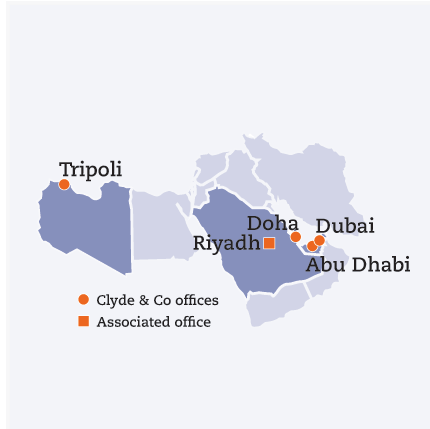 Tripoli
Doha
Dubai
Riyadh
Abu Dhabi
Clyde & Co offices
Associated office